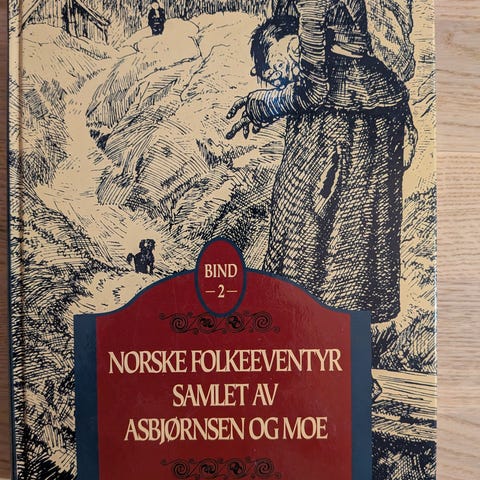 BIND
–2–
NORSKE FOLKEEVENTYR
SAMLET AV
ASBJØRNSEN OG MOE